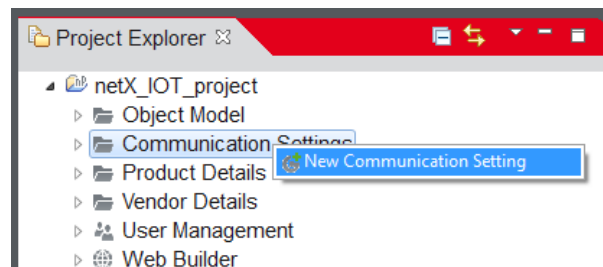 Project Explorer
netX_IOT_project
Object Model
Communication Settings
New Communication Setting
Product Details
Vendor Details
User Management
Web Builder